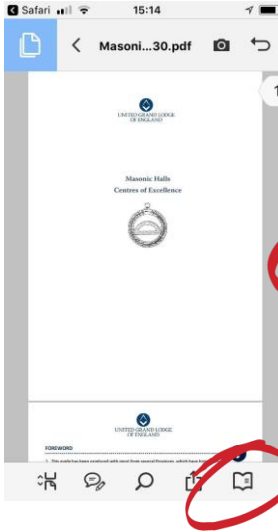 Safari 15:14
Masoni...30.pdf
1
UNITED GRAND LODGE
OF ENGLAND
Masonic Halls
Centres of Excellence
UNITED GRAND LODGE
OF ENGLAND
FOREWORD